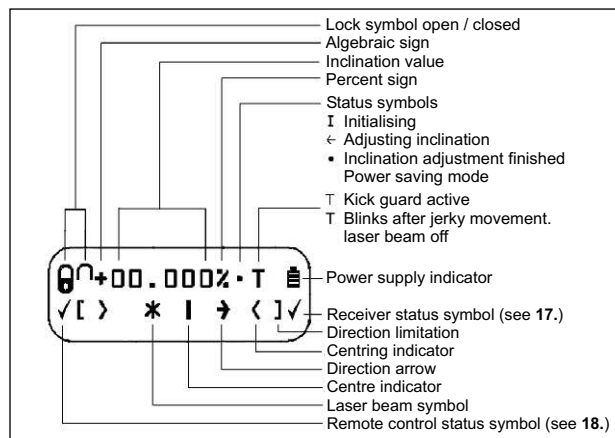 Lock symbol open / closed
Algebraic sign
Inclination value
Percent sign
Status symbols
I Initialising
← Adjusting inclination
• Inclination adjustment finished
Power saving mode
T Kick guard active
T Blinks after jerky movement.
laser beam off
+00.000%·T
Power supply indicator
✓[ > * | → < ]✓
Receiver status symbol (see 17.)
Direction limitation
Centring indicator
Direction arrow
Centre indicator
Laser beam symbol
Remote control status symbol (see 18.)